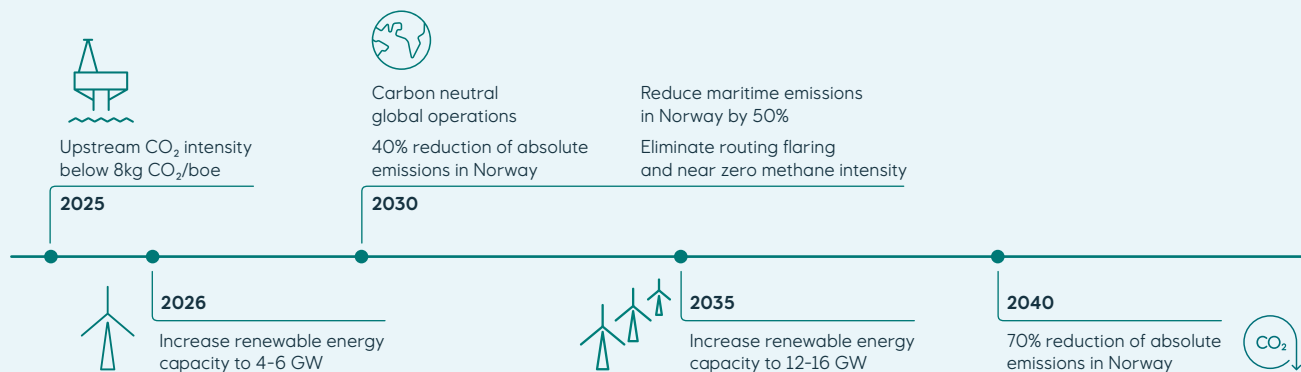 Upstream CO₂ intensity
below 8kg CO₂/boe
2025
Carbon neutral
global operations
40% reduction of absolute
emissions in Norway
Reduce maritime emissions
in Norway by 50%
Eliminate routing flaring
and near zero methane intensity
2030
2026
Increase renewable energy
capacity to 4-6 GW
2035
Increase renewable energy
capacity to 12-16 GW
2040
70% reduction of absolute
emissions in Norway
CO₂